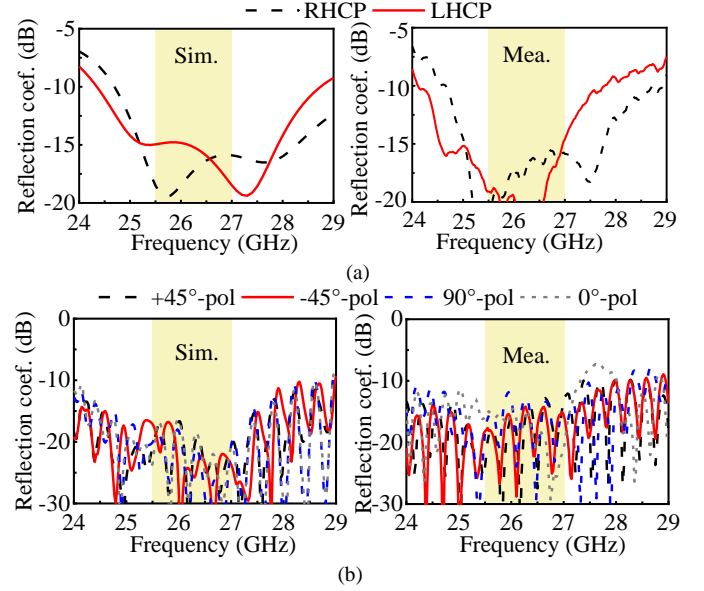 RHCP LHCP
Reflection coef. (dB)
-5
-10
-15
-20
Sim.
24 25 26 27 28 29
Frequency (GHz)
Reflection coef. (dB)
-5
-10
-15
-20
Mea.
24 25 26 27 28 29
Frequency (GHz)
(a)
+45°-pol -45°-pol 90°-pol 0°-pol
Reflection coef. (dB)
0
-10
-20
-30
Sim.
24 25 26 27 28 29
Frequency (GHz)
Reflection coef. (dB)
0
-10
-20
-30
Mea.
24 25 26 27 28 29
Frequency (GHz)
(b)